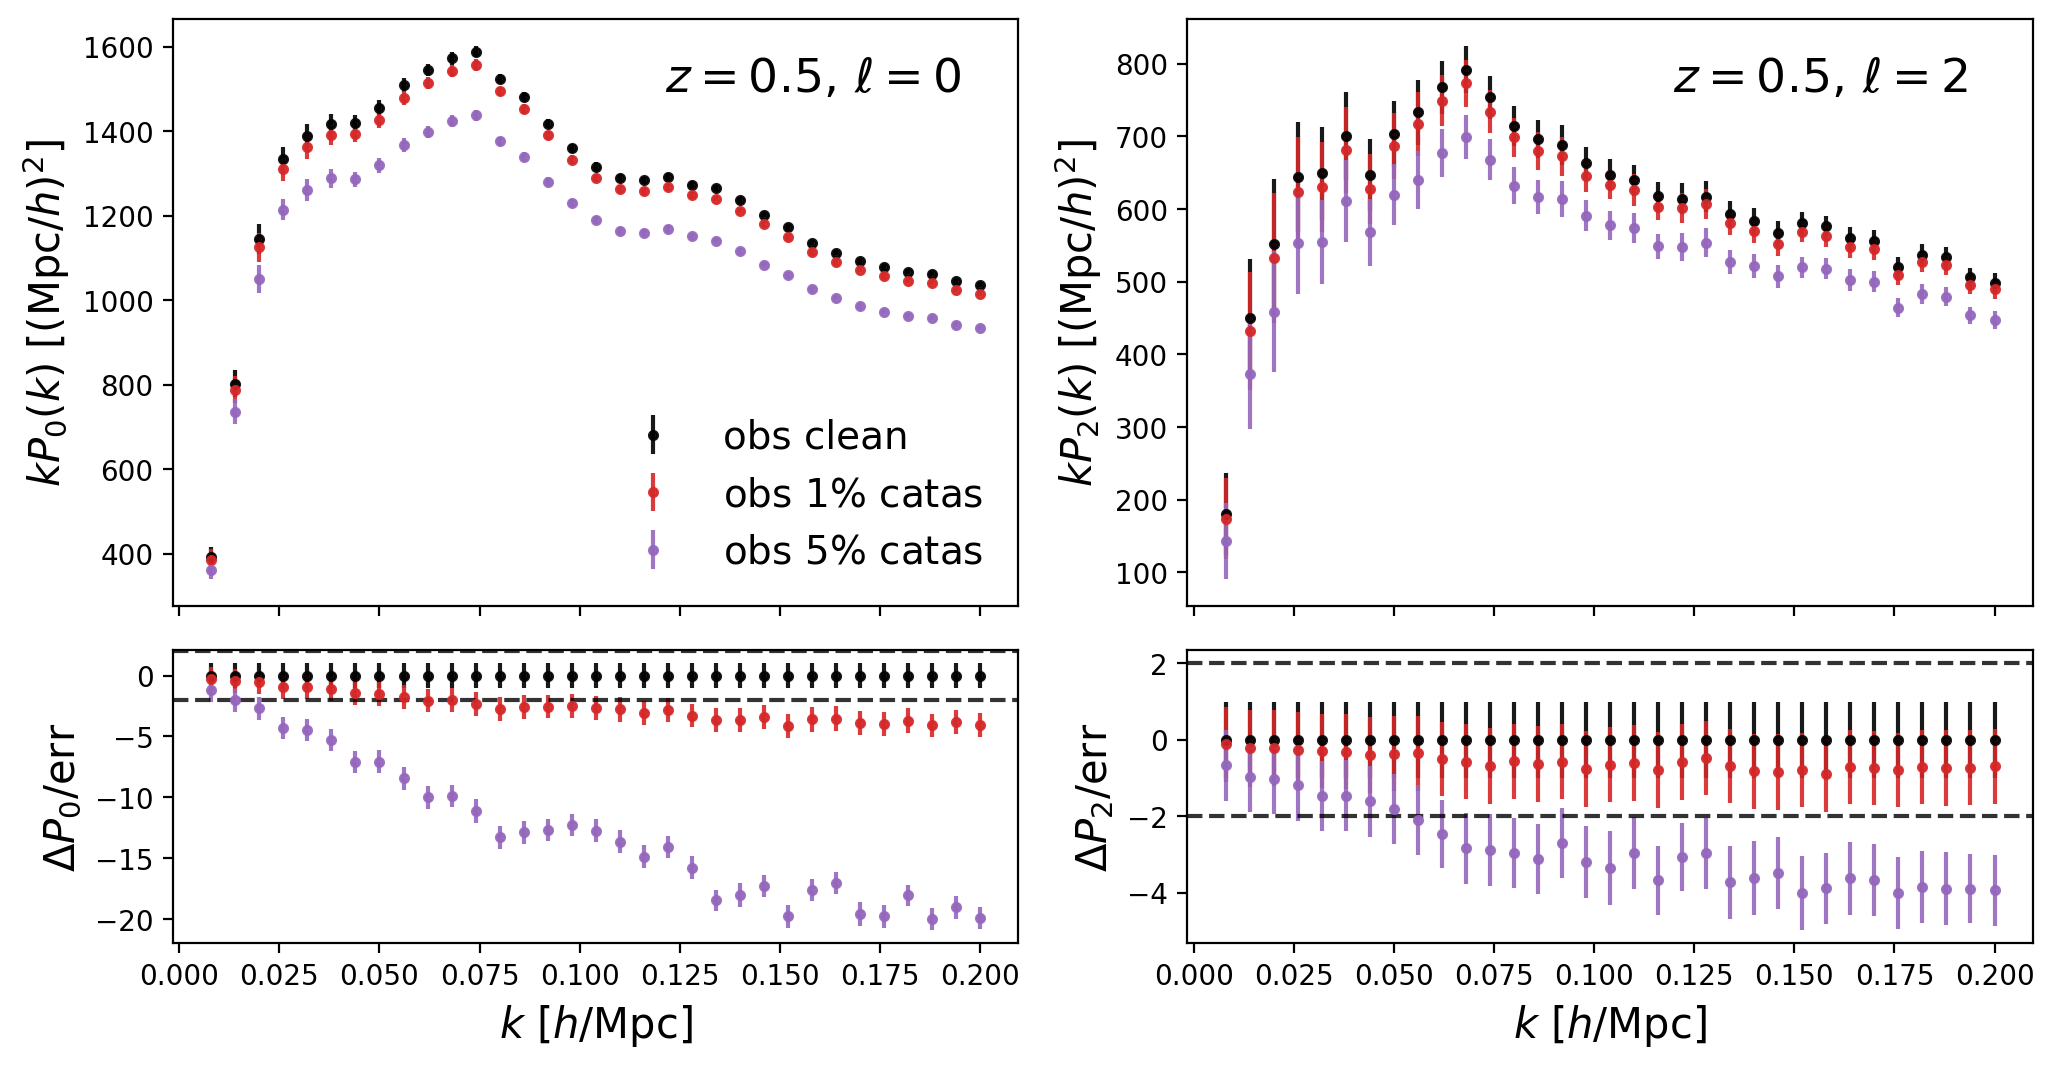 z = 0.5, ℓ = 0
kP₀(k) [(Mpc/h)²]
1600
1400
1200
1000
800
600
400
obs clean
obs 1% catas
obs 5% catas
z = 0.5, ℓ = 2
kP₂(k) [(Mpc/h)²]
800
700
600
500
400
300
200
100
ΔP₀/err
0
−5
−10
−15
−20
0.000 0.025 0.050 0.075 0.100 0.125 0.150 0.175 0.200
k [h/Mpc]
ΔP₂/err
2
0
−2
−4
0.000 0.025 0.050 0.075 0.100 0.125 0.150 0.175 0.200
k [h/Mpc]